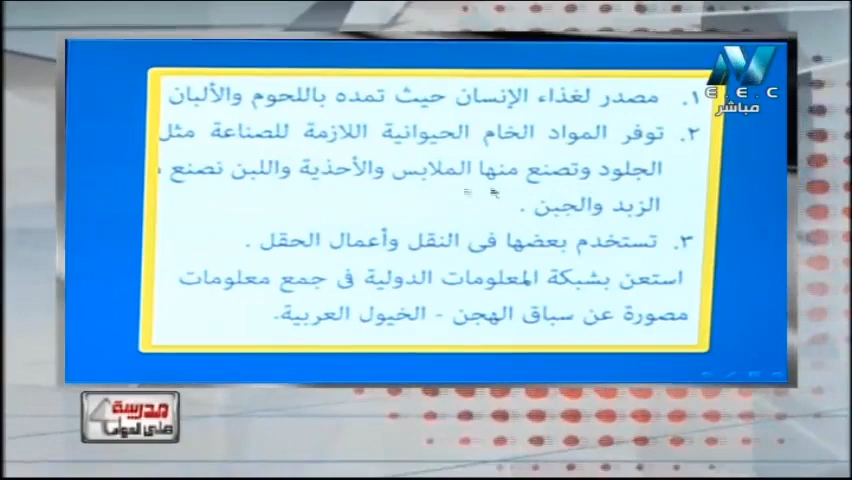 ١. مصدر لغذاء الإنسان حيث تمده باللحوم والألبان
٢. توفر المواد الخام الحيوانية اللازمة للصناعة مثل
الجلود وتصنع منها الملابس والأحذية واللبن نصنع
الزبد والجبن .
٣. تستخدم بعضها فى النقل وأعمال الحقل .
استعن بشبكة المعلومات الدولية فى جمع معلومات
مصورة عن سباق الهجن - الخيول العربية.
E . E . C
مباشر
مدرسة
على الهواء